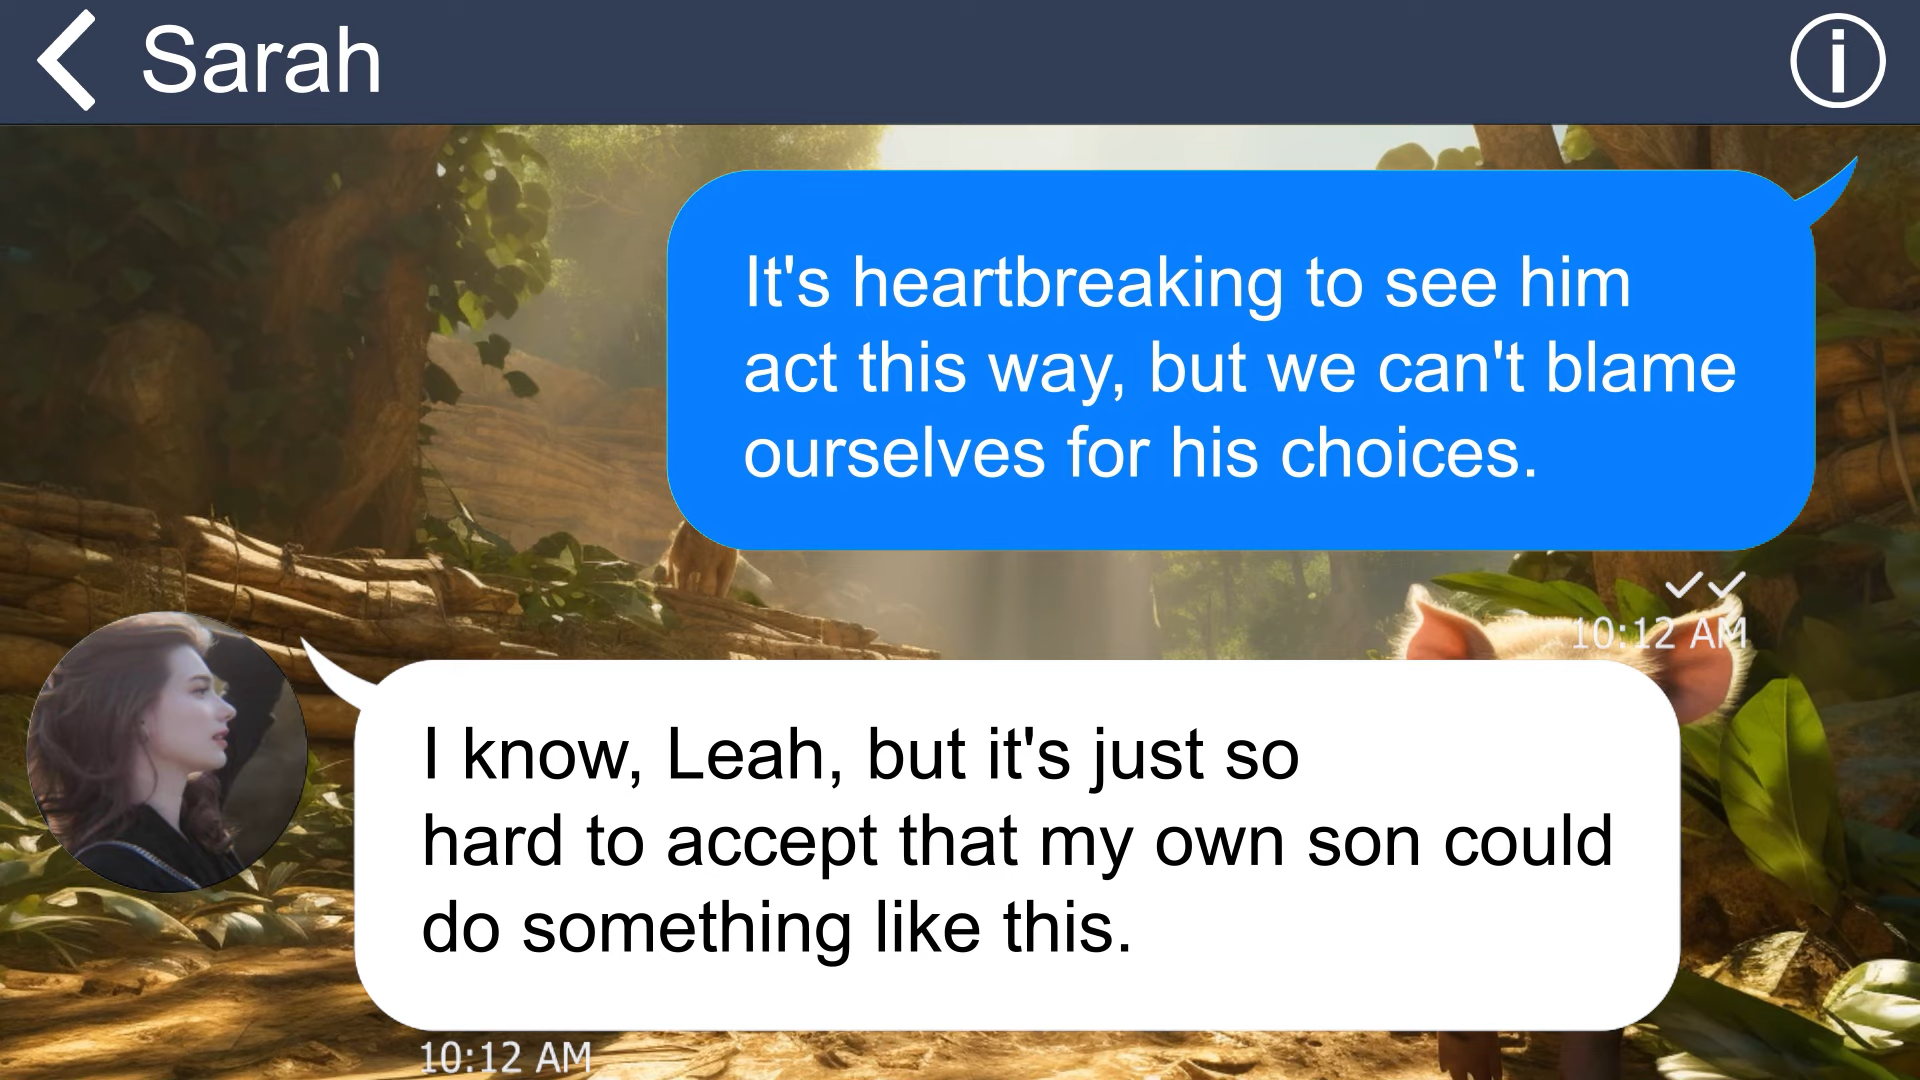 Sarah
It's heartbreaking to see him
act this way, but we can't blame
ourselves for his choices.
10:12 AM
I know, Leah, but it's just so
hard to accept that my own son could
do something like this.
10:12 AM